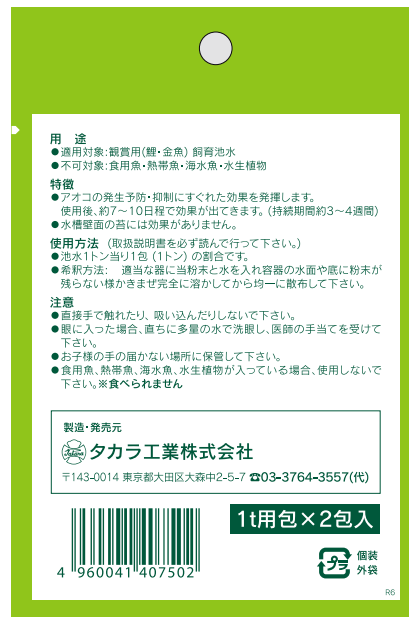 用 途
●適用対象:観賞用(鯉・金魚) 飼育池水
●不可対象:食用魚・熱帯魚・海水魚・水生植物
特徴
●アオコの発生予防・抑制にすぐれた効果を発揮します。
使用後、約7〜10日程で効果が出てきます。(持続期間約3〜4週間)
●水槽壁面の苔には効果がありません。
使用方法 (取扱説明書を必ず読んで行って下さい。)
●池水1トン当り1包 (1トン) の割合です。
●希釈方法: 適当な器に当粉末と水を入れ容器の水面や底に粉末が
残らない様かきまぜ完全に溶かしてから均一に散布して下さい。
注意
●直接手で触れたり、吸い込んだりしないで下さい。
●眼に入った場合、直ちに多量の水で洗眼し、医師の手当てを受けて
下さい。
●お子様の手の届かない場所に保管して下さい。
●食用魚、熱帯魚、海水魚、水生植物が入っている場合、使用しないで
下さい。※食べられません
製造・発売元
タカラ工業株式会社
〒143-0014 東京都大田区大森中2-5-7 ☎03-3764-3557(代)
1t用包×2包入
4 960041 407502
プラ
個装
外袋
R6